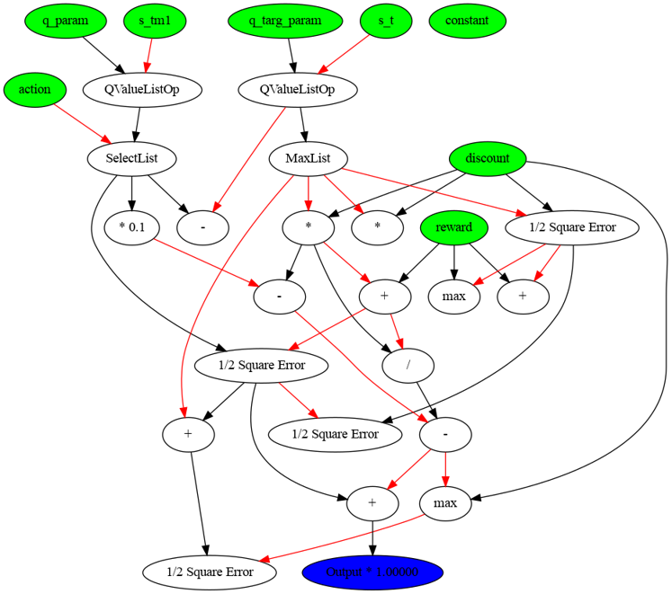 q_param
s_tm1
q_targ_param
s_t
constant
action
QValueListOp
QValueListOp
SelectList
MaxList
discount
* 0.1
-
*
*
reward
1/2 Square Error
-
+
max
+
1/2 Square Error
/
+
1/2 Square Error
-
+
max
1/2 Square Error
Output * 1.00000